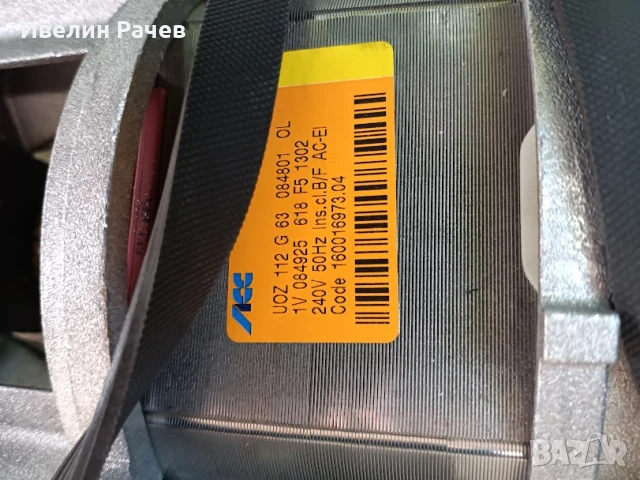 Ивелин Рачев
ACC
UOZ 112 G 63 084801 OL
1V 084925 618 F5 1302
240V 50Hz Ins.cl.B/F AC-EI
Code 160016973.04
BAZAR